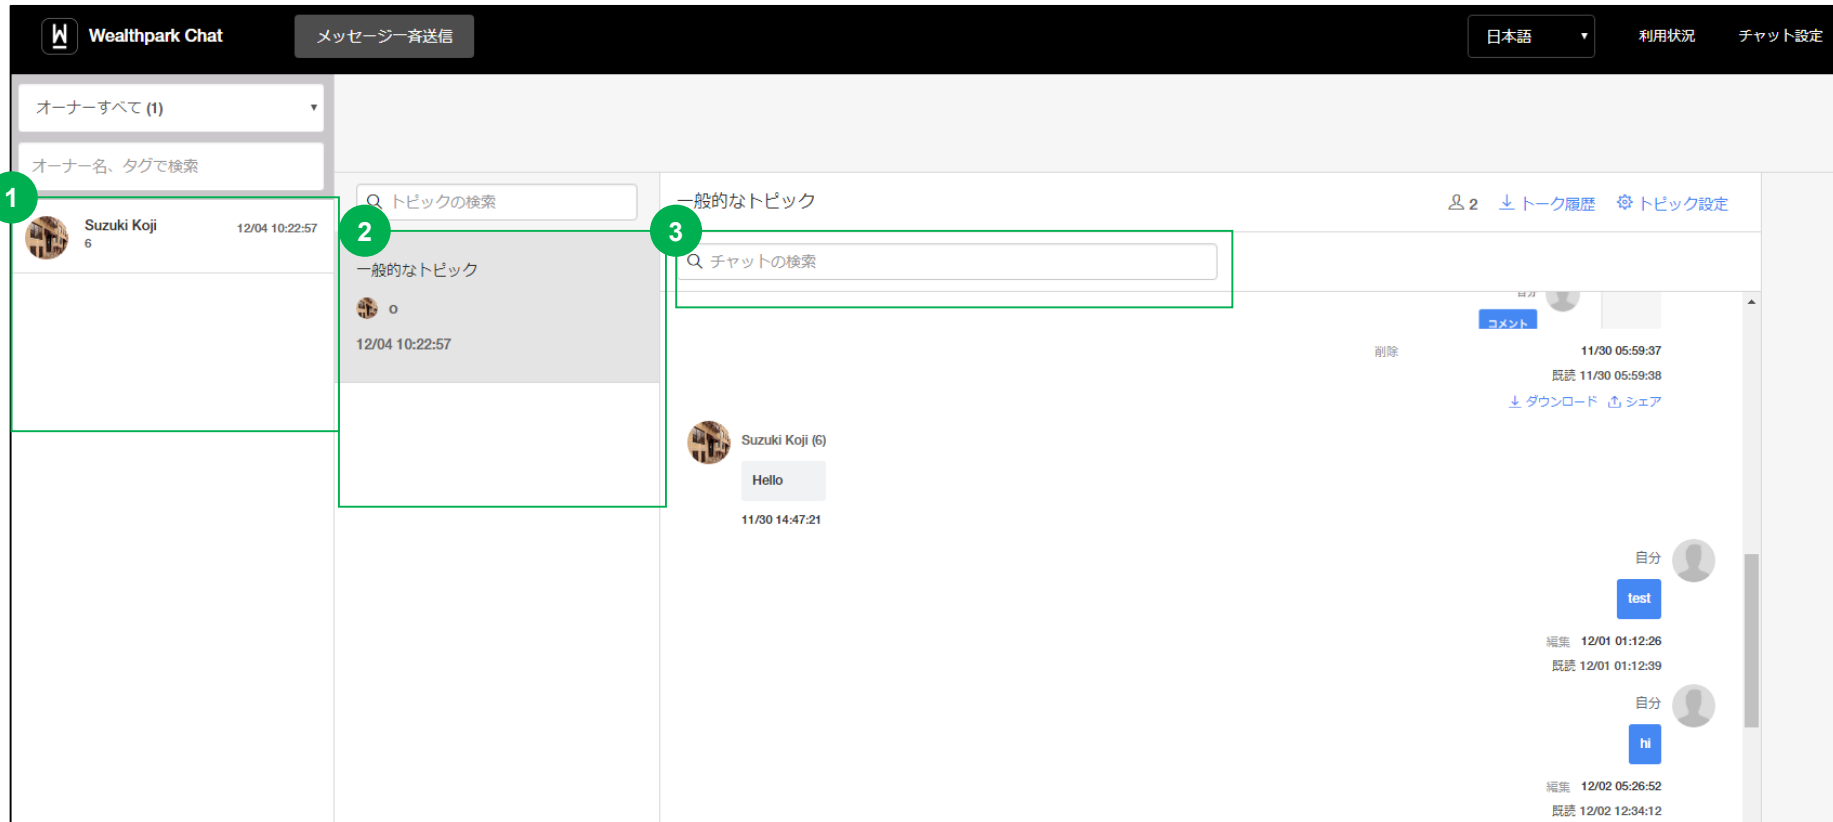 Wealthpark Chat
メッセージ一斉送信
日本語
利用状況
チャット設定
オーナーすべて (1)
オーナー名、タグで検索
1
Suzuki Koji
12/04 10:22:57
6
トピックの検索
2
一般的なトピック
o
12/04 10:22:57
一般的なトピック
2
トーク履歴
トピック設定
3
チャットの検索
自分
コメント
削除
11/30 05:59:37
既読 11/30 05:59:38
ダウンロード
シェア
Suzuki Koji (6)
Hello
11/30 14:47:21
自分
test
編集 12/01 01:12:26
既読 12/01 01:12:39
自分
hi
編集 12/02 05:26:52
既読 12/02 12:34:12